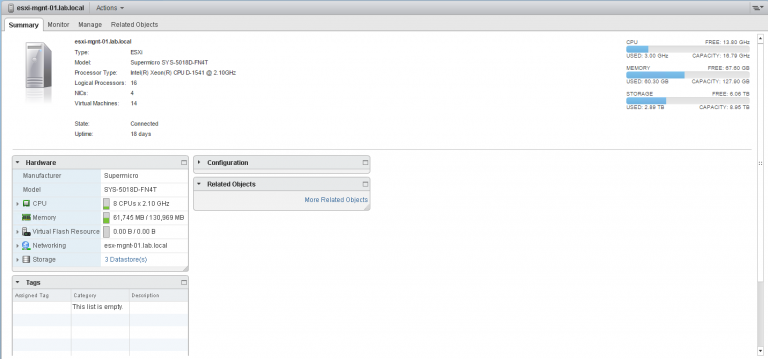 esxi-mgnt-01.lab.local Actions
Summary Monitor Manage Related Objects
esxi-mgnt-01.lab.local
Type: ESXi
Model: Supermicro SYS-5018D-FN4T
Processor Type: Intel(R) Xeon(R) CPU D-1541 @ 2.10GHz
Logical Processors: 16
NICs: 4
Virtual Machines: 14
State: Connected
Uptime: 18 days
CPU FREE: 13.80 GHz
USED: 3.00 GHz CAPACITY: 16.79 GHz
MEMORY FREE: 67.60 GB
USED: 60.30 GB CAPACITY: 127.90 GB
STORAGE FREE: 6.06 TB
USED: 2.89 TB CAPACITY: 8.95 TB
Hardware
Manufacturer Supermicro
Model SYS-5018D-FN4T
CPU 8 CPUs x 2.10 GHz
Memory 61,745 MB / 130,969 MB
Virtual Flash Resource 0.00 B / 0.00 B
Networking esx-mgnt-01.lab.local
Storage 3 Datastore(s)
Configuration
Related Objects
More Related Objects
Tags
Assigned Tag Category Description
This list is empty.